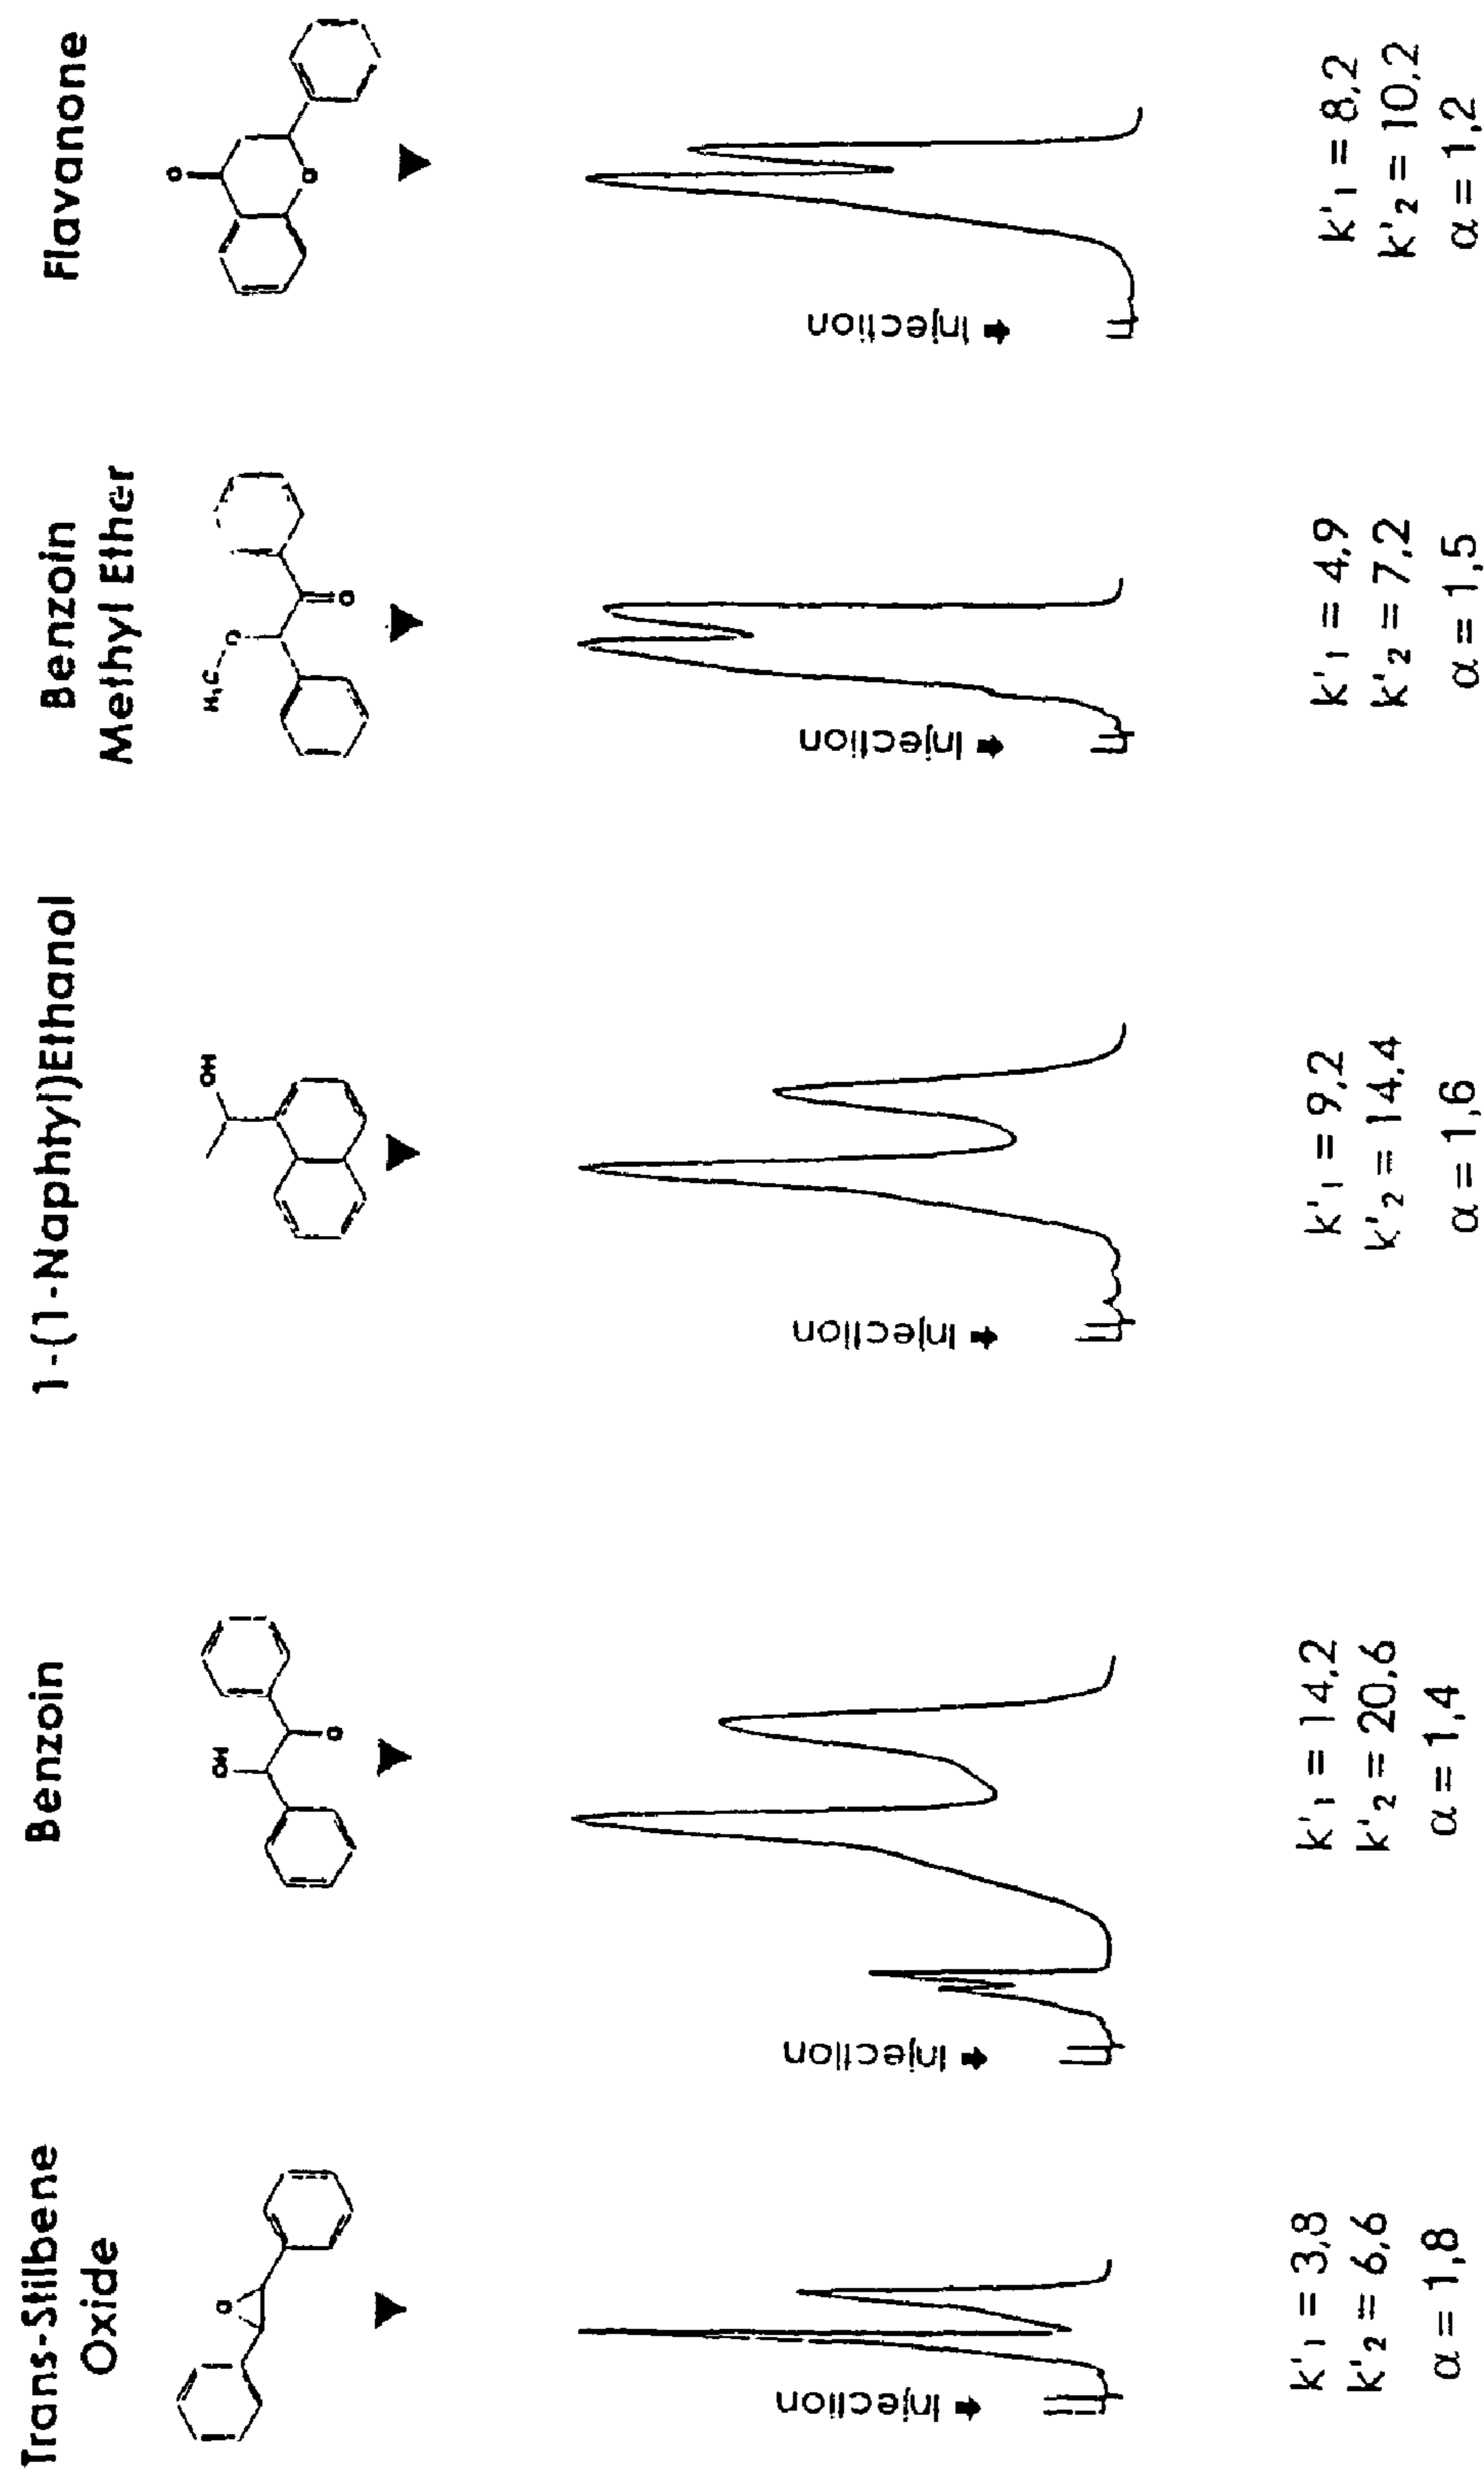 Trans-Stilbene
Oxide
O
Injection
k'1 = 3,8
k'2 = 6,6
α = 1,8
Benzoin
OH
O
Injection
k'1 = 14,2
k'2 = 20,6
α = 1,4
1-(1-Naphtyl)Ethanol
OH
Injection
k'1 = 9,2
k'2 = 14,4
α = 1,6
Benzoin
Methyl Ether
H3C
O
O
Injection
k'1 = 4,9
k'2 = 7,2
α = 1,5
Flavanone
O
O
Injection
k'1 = 8,2
k'2 = 10,2
α = 1,2